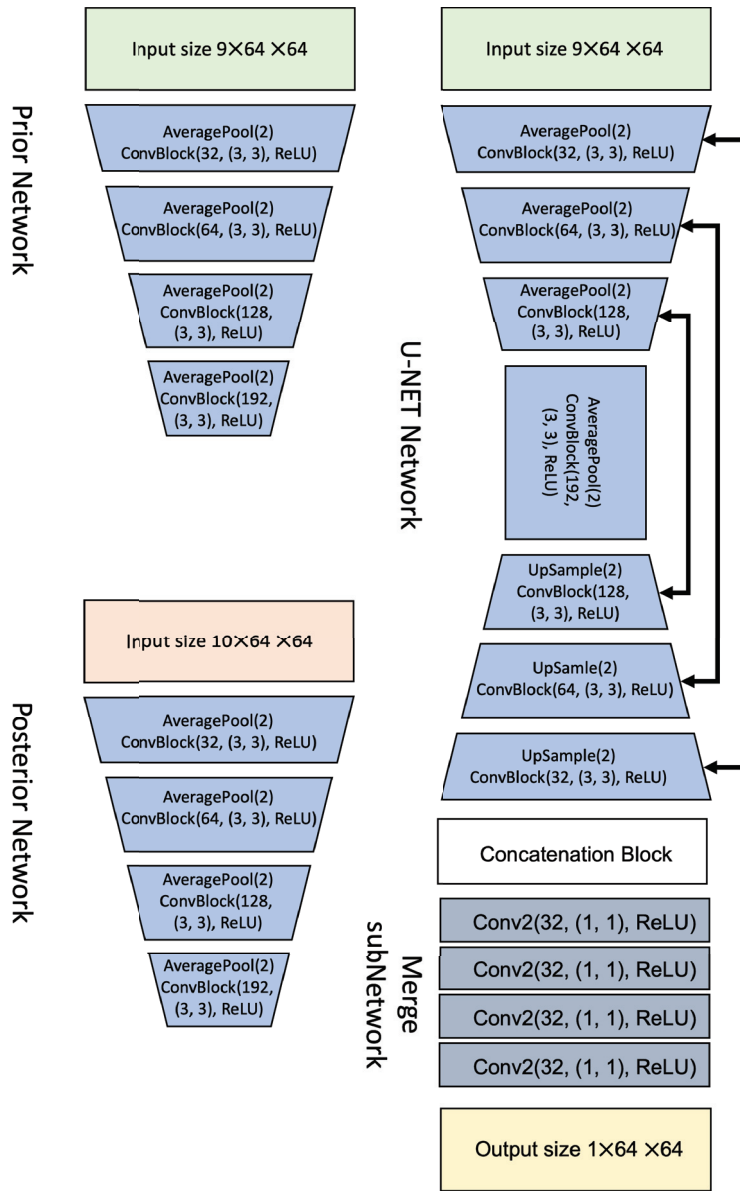 Prior Network
Input size 9×64 ×64
AveragePool(2)
ConvBlock(32, (3, 3), ReLU)
AveragePool(2)
ConvBlock(64, (3, 3), ReLU)
AveragePool(2)
ConvBlock(128,
(3, 3), ReLU)
AveragePool(2)
ConvBlock(192,
(3, 3), ReLU)
Posterior Network
Input size 10×64 ×64
AveragePool(2)
ConvBlock(32, (3, 3), ReLU)
AveragePool(2)
ConvBlock(64, (3, 3), ReLU)
AveragePool(2)
ConvBlock(128,
(3, 3), ReLU)
AveragePool(2)
ConvBlock(192,
(3, 3), ReLU)
U-NET Network
Input size 9×64 ×64
AveragePool(2)
ConvBlock(32, (3, 3), ReLU)
AveragePool(2)
ConvBlock(64, (3, 3), ReLU)
AveragePool(2)
ConvBlock(128,
(3, 3), ReLU)
AveragePool(2)
ConvBlock(192,
(3, 3), ReLU)
UpSample(2)
ConvBlock(128,
(3, 3), ReLU)
UpSamle(2)
ConvBlock(64, (3, 3), ReLU)
UpSample(2)
ConvBlock(32, (3, 3), ReLU)
Concatenation Block
Merge
subNetwork
Conv2(32, (1, 1), ReLU)
Conv2(32, (1, 1), ReLU)
Conv2(32, (1, 1), ReLU)
Conv2(32, (1, 1), ReLU)
Output size 1×64 ×64